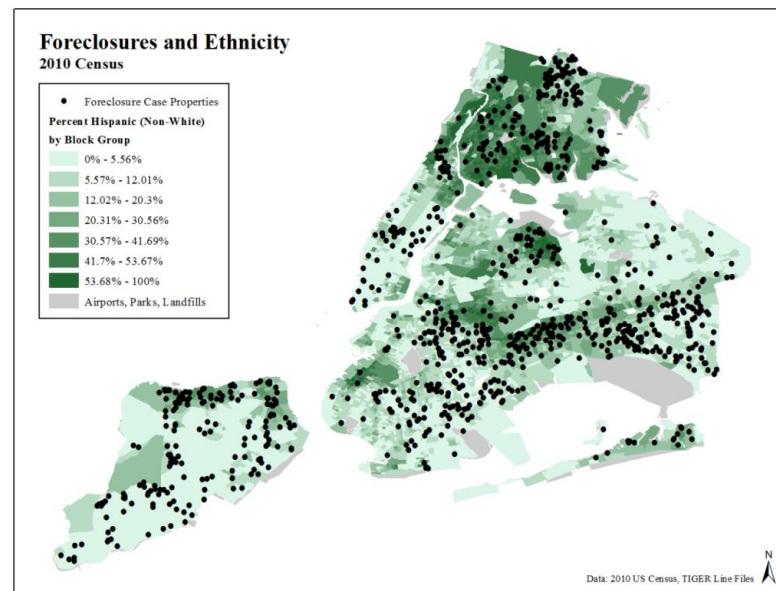 Foreclosures and Ethnicity
2010 Census
Foreclosure Case Properties
Percent Hispanic (Non-White)
by Block Group
0% - 5.56%
5.57% - 12.01%
12.02% - 20.3%
20.31% - 30.56%
30.57% - 41.69%
41.7% - 53.67%
53.68% - 100%
Airports, Parks, Landfills
N
Data: 2010 US Census, TIGER Line Files